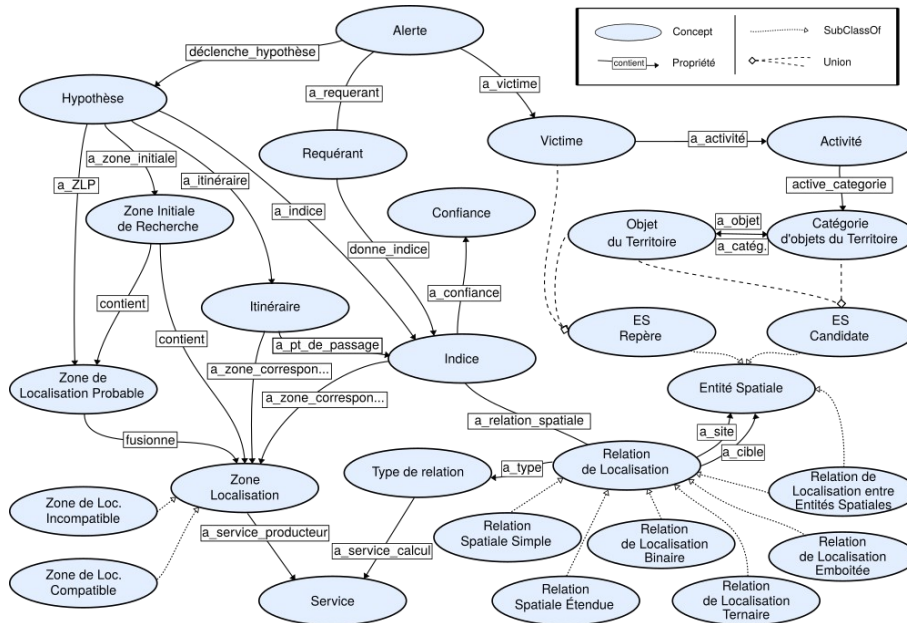 Alerte
Concept
SubClassOf
contient
Propriété
Union
déclenche_hypothèse
a_requerant
a_victime
Hypothèse
Requérant
Victime
a_activité
Activité
a_zone_initiale
a_ZLP
a_itinéraire
a_indice
active_categorie
Zone Initiale
de Recherche
Confiance
Objet
du Territoire
a_objet
a_catég.
Catégorie
d'objets du Territoire
donne_indice
contient
Itinéraire
a_confiance
contient
ES
Repère
ES
Candidate
a_pt_de_passage
Indice
Zone de
Localisation Probable
a_zone_correspon...
a_zone_correspon...
Entité Spatiale
a_relation_spatiale
fusionne
a_site
a_cible
Zone
Localisation
Type de relation
a_type
Relation
de Localisation
Relation de
Localisation entre
Entités Spatiales
Zone de Loc.
Incompatible
a_service_producteur
a_service_calcul
Relation
Spatiale Simple
Relation
de Localisation
Binaire
Relation
de Localisation
Emboitée
Zone de Loc.
Compatible
Service
Relation
Spatiale Étendue
Relation
de Localisation
Ternaire